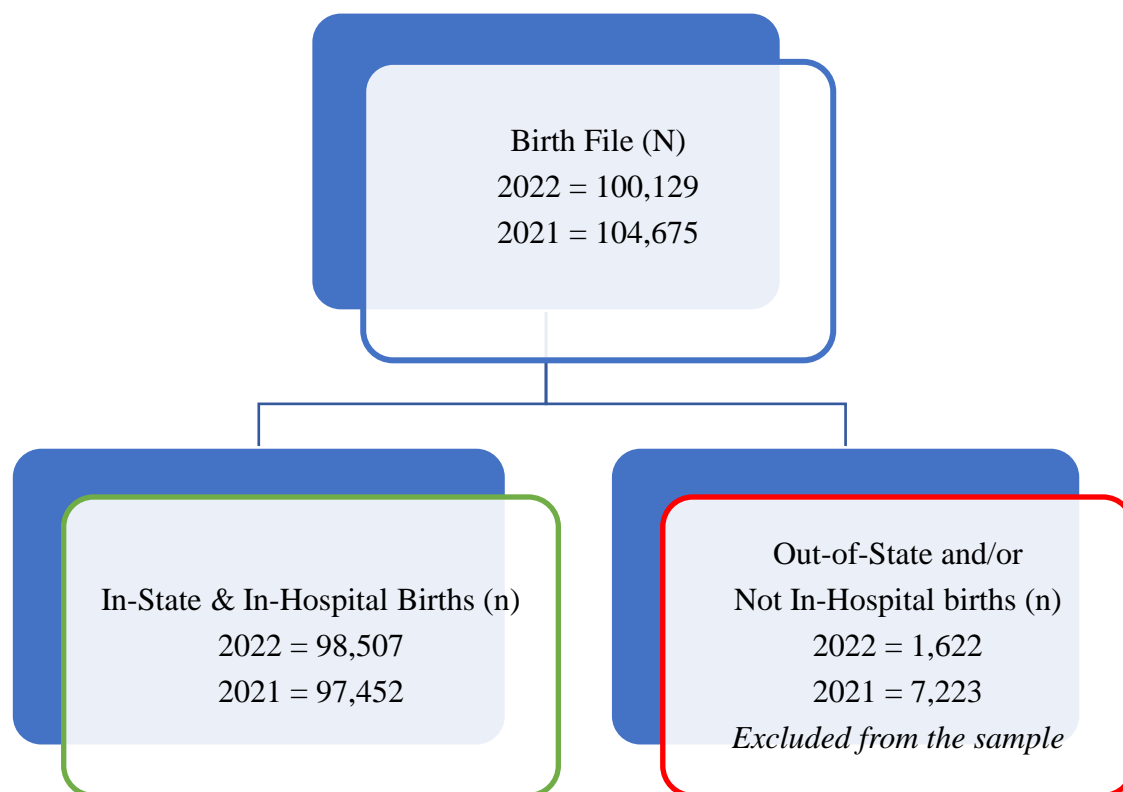 Birth File (N)
2022 = 100,129
2021 = 104,675
In-State & In-Hospital Births (n)
2022 = 98,507
2021 = 97,452
Out-of-State and/or
Not In-Hospital births (n)
2022 = 1,622
2021 = 7,223
Excluded from the sample